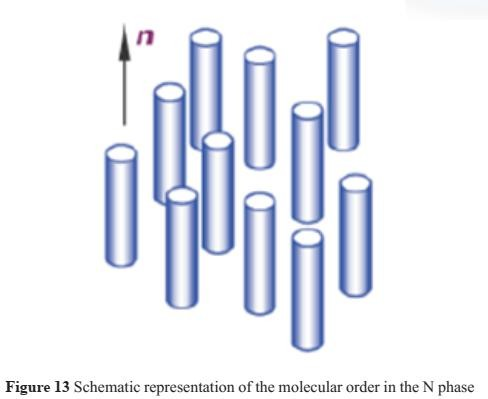 n
Figure 13 Schematic representation of the molecular order in the N phase